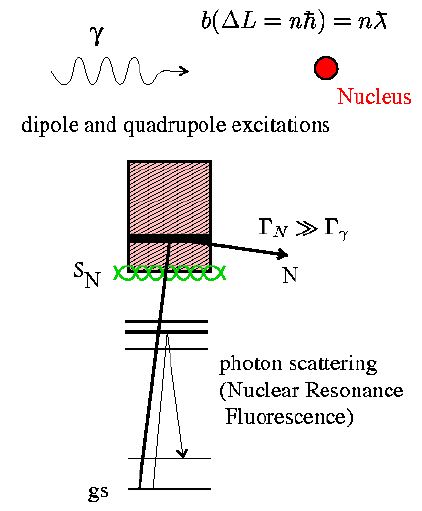 b(ΔL = nħ) = nƛ
γ
Nucleus
dipole and quadrupole excitations
Γ_N ≫ Γ_γ
S_N
N
photon scattering
(Nuclear Resonance
Fluorescence)
gs